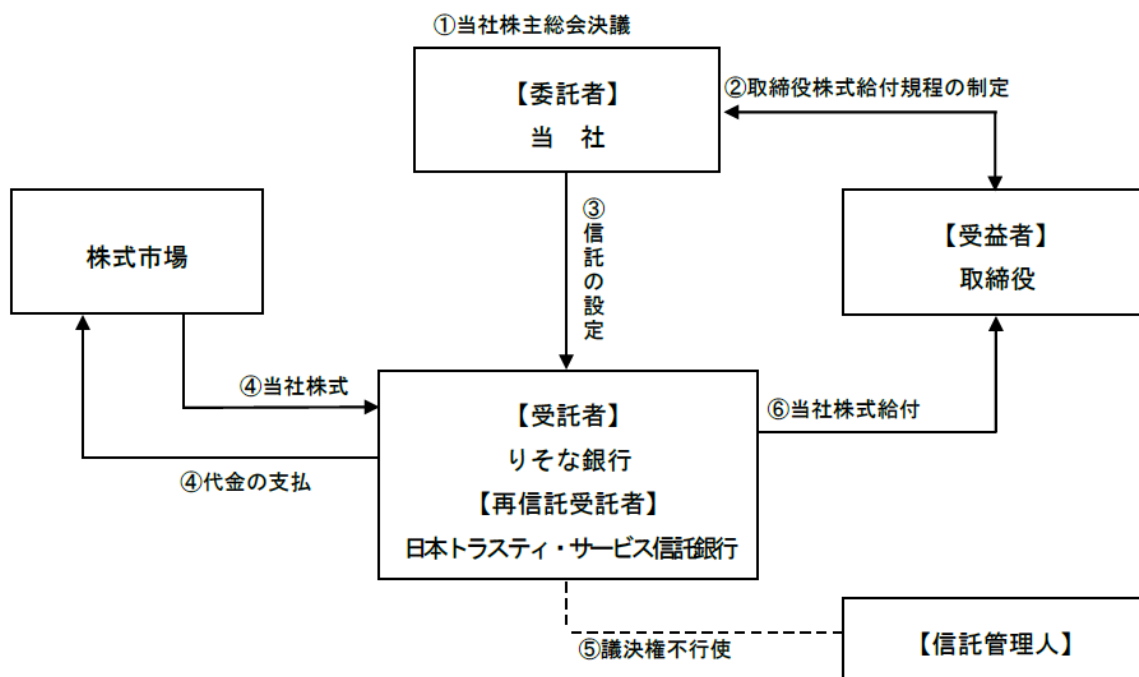 ①当社株主総会決議
【委託者】
当 社
②取締役株式給付規程の制定
③信託の設定
株式市場
【受益者】
取締役
④当社株式
④代金の支払
【受託者】
りそな銀行
【再信託受託者】
日本トラスティ・サービス信託銀行
⑥当社株式給付
⑤議決権不行使
【信託管理人】